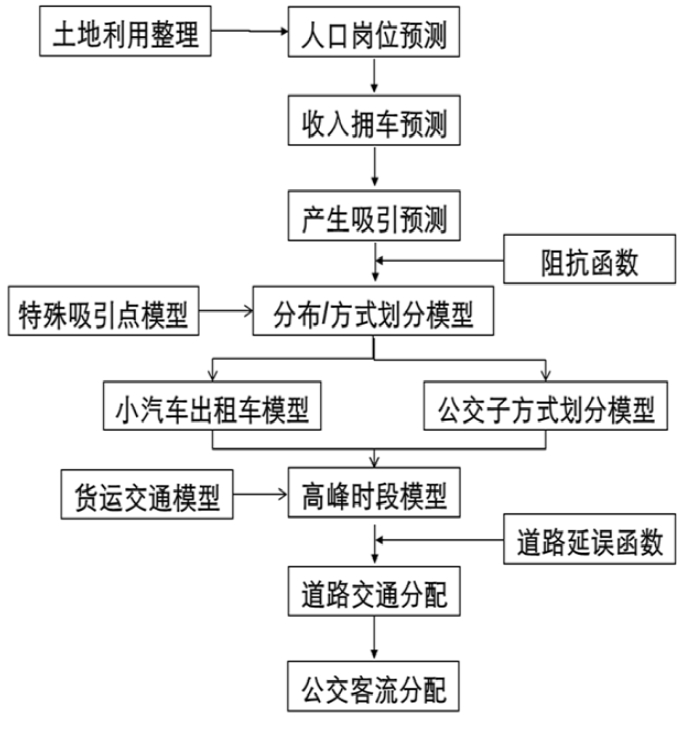 土地利用整理
人口岗位预测
收入拥车预测
产生吸引预测
阻抗函数
特殊吸引点模型
分布/方式划分模型
小汽车出租车模型
公交子方式划分模型
货运交通模型
高峰时段模型
道路延误函数
道路交通分配
公交客流分配